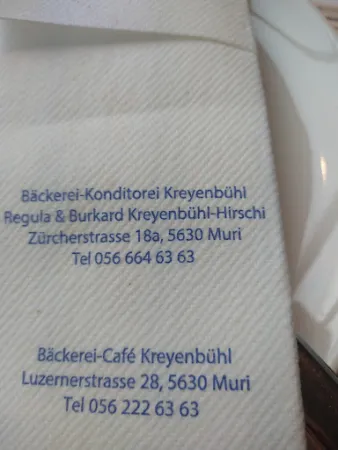 Bäckerei-Konditorei Kreyenbühl
Regula & Burkard Kreyenbühl-Hirschi
Zürcherstrasse 18a, 5630 Muri
Tel 056 664 63 63
Bäckerei-Café Kreyenbühl
Luzernerstrasse 28, 5630 Muri
Tel 056 222 63 63